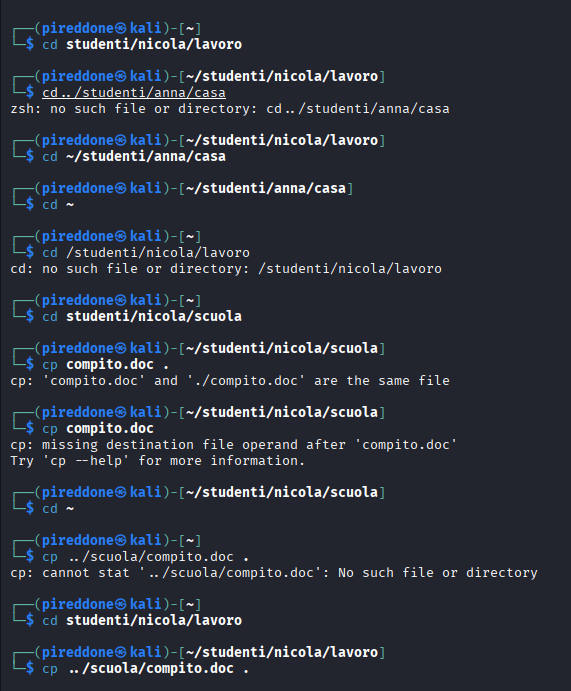 ┌──(pireddone㉿kali)-[~]
└─$ cd studenti/nicola/lavoro
┌──(pireddone㉿kali)-[~/studenti/nicola/lavoro]
└─$ cd../studenti/anna/casa
zsh: no such file or directory: cd../studenti/anna/casa
┌──(pireddone㉿kali)-[~/studenti/nicola/lavoro]
└─$ cd ~/studenti/anna/casa
┌──(pireddone㉿kali)-[~/studenti/anna/casa]
└─$ cd ~
┌──(pireddone㉿kali)-[~]
└─$ cd /studenti/nicola/lavoro
cd: no such file or directory: /studenti/nicola/lavoro
┌──(pireddone㉿kali)-[~]
└─$ cd studenti/nicola/scuola
┌──(pireddone㉿kali)-[~/studenti/nicola/scuola]
└─$ cp compito.doc .
cp: 'compito.doc' and './compito.doc' are the same file
┌──(pireddone㉿kali)-[~/studenti/nicola/scuola]
└─$ cp compito.doc
cp: missing destination file operand after 'compito.doc'
Try 'cp --help' for more information.
┌──(pireddone㉿kali)-[~/studenti/nicola/scuola]
└─$ cd ~
┌──(pireddone㉿kali)-[~]
└─$ cp ../scuola/compito.doc .
cp: cannot stat '../scuola/compito.doc': No such file or directory
┌──(pireddone㉿kali)-[~]
└─$ cd studenti/nicola/lavoro
┌──(pireddone㉿kali)-[~/studenti/nicola/lavoro]
└─$ cp ../scuola/compito.doc .